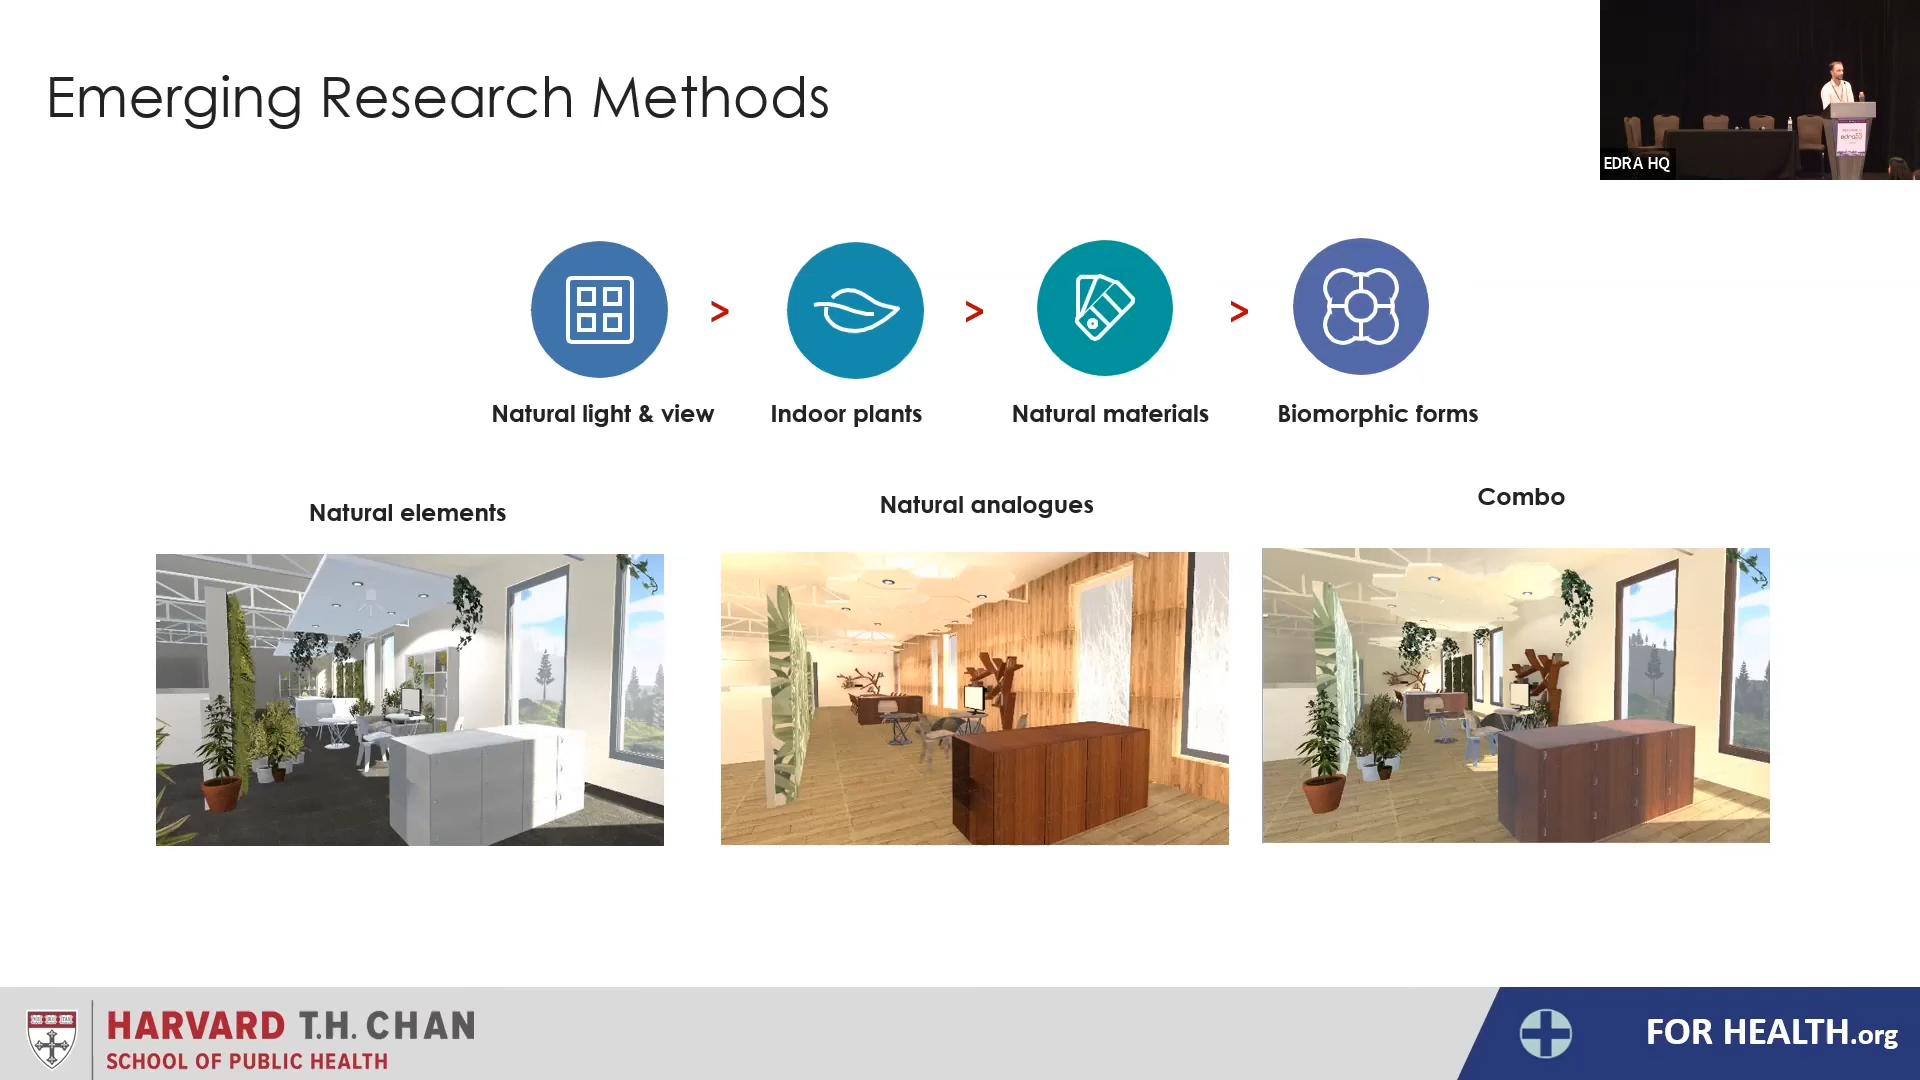 Emerging Research Methods
EDRA HQ
> > >
Natural light & view
Indoor plants
Natural materials
Biomorphic forms
Natural elements
Natural analogues
Combo
HARVARD T.H. CHAN
SCHOOL OF PUBLIC HEALTH
FOR HEALTH.org